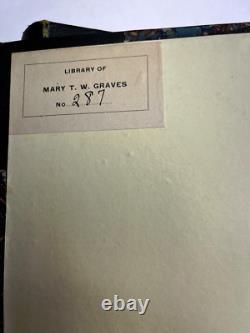 LIBRARY OF
MARY T. W. GRAVES
No. 287
ebay